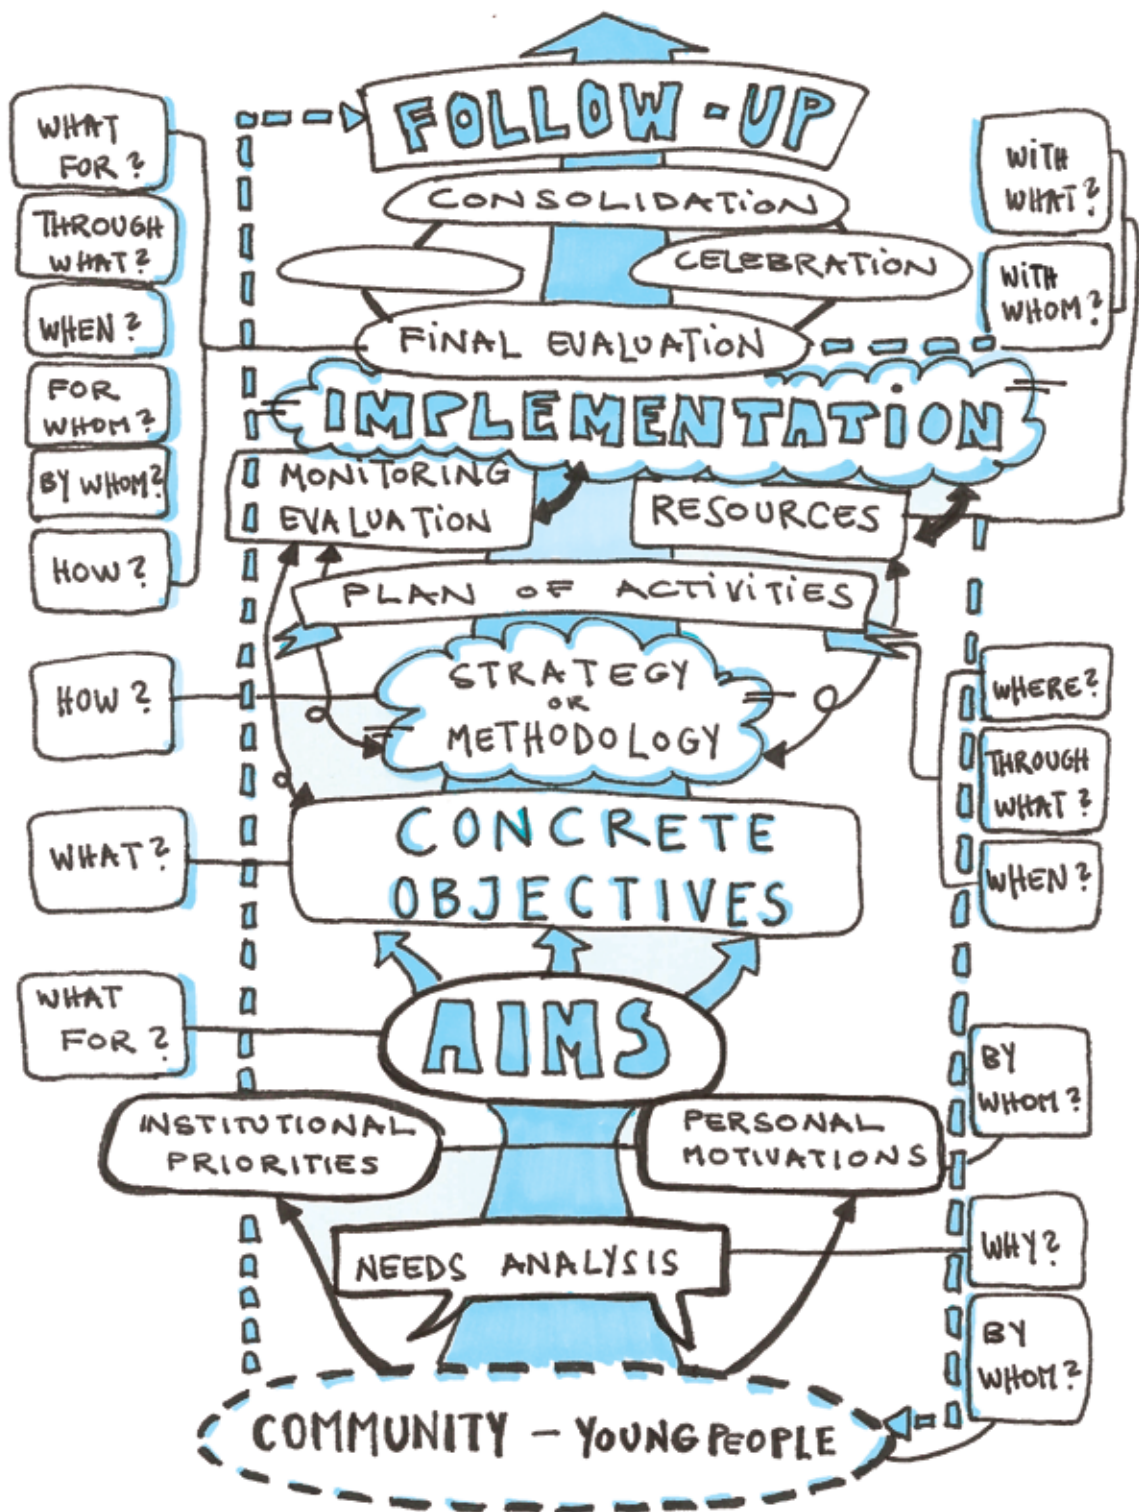 FOLLOW-UP
CONSOLIDATION
CELEBRATION
FINAL EVALUATION
IMPLEMENTATION
MONITORING
EVALUATION
RESOURCES
PLAN OF ACTIVITIES
STRATEGY
OR
METHODOLOGY
CONCRETE
OBJECTIVES
AIMS
INSTITUTIONAL
PRIORITIES
PERSONAL
MOTIVATIONS
NEEDS ANALYSIS
COMMUNITY - YOUNG PEOPLE
WHAT
FOR?
THROUGH
WHAT?
WHEN?
FOR
WHOM?
BY WHOM?
HOW?
HOW?
WHAT?
WHAT
FOR?
WITH
WHAT?
WITH
WHOM?
WHERE?
THROUGH
WHAT?
WHEN?
BY
WHOM?
WHY?
BY
WHOM?